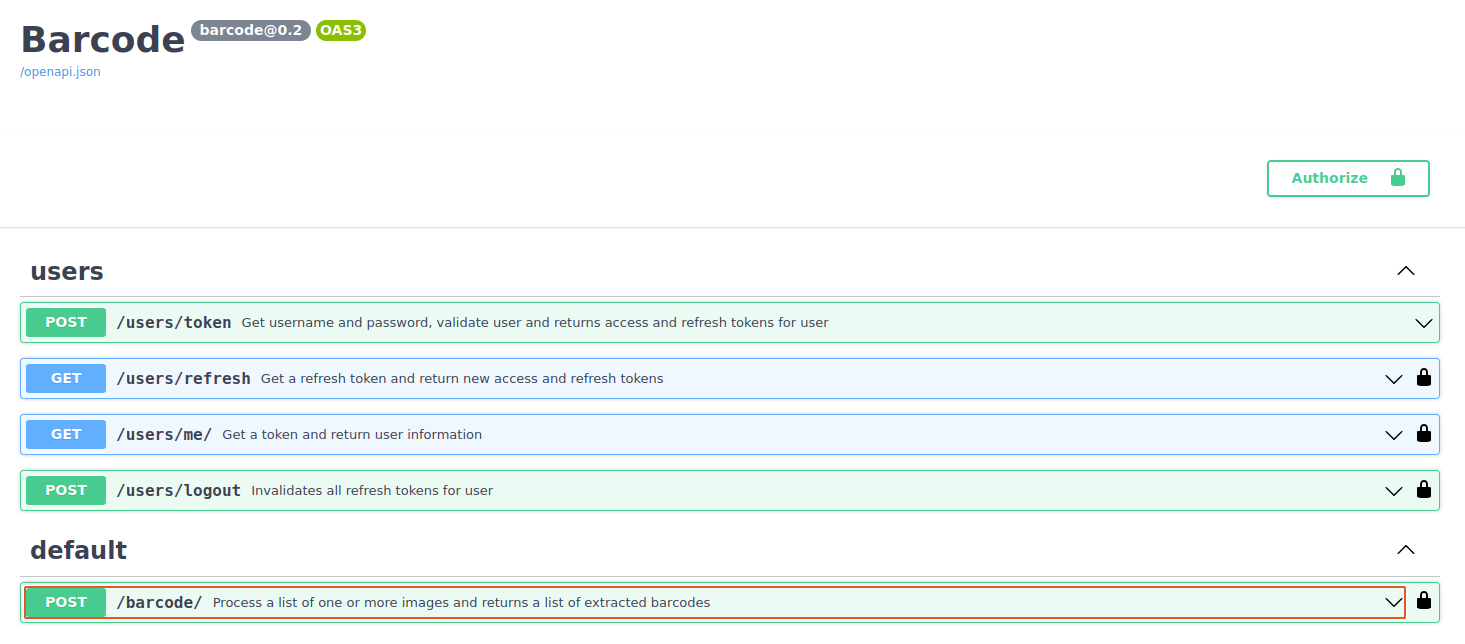 Barcode barcode@0.2 OAS3
/openapi.json
Authorize
users
POST /users/token Get username and password, validate user and returns access and refresh tokens for user
GET /users/refresh Get a refresh token and return new access and refresh tokens
GET /users/me/ Get a token and return user information
POST /users/logout Invalidates all refresh tokens for user
default
POST /barcode/ Process a list of one or more images and returns a list of extracted barcodes